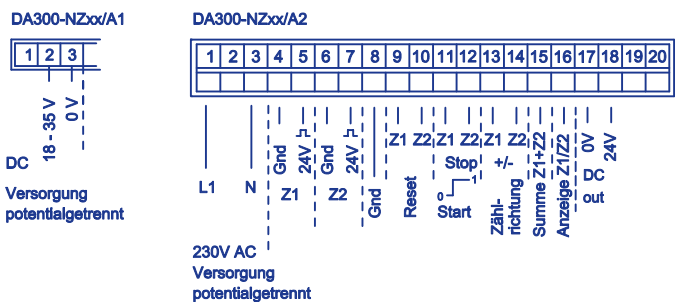 DA300-NZxx/A1
1 2 3
18 - 35 V
0 V
DC
Versorgung
potentialgetrennt
DA300-NZxx/A2
1 2 3 4 5 6 7 8 9 10 11 12 13 14 15 16 17 18 19 20
L1 N
Gnd 24V
Z1
Gnd 24V
Z2
Gnd
Z1 Z2
Reset
Z1 Z2
Stop
0 1
Start
Z1 Z2
+/-
Zähl-
richtung
Summe Z1+Z2
Anzeige Z1/Z2
0V 24V
DC
out
230V AC
Versorgung
potentialgetrennt